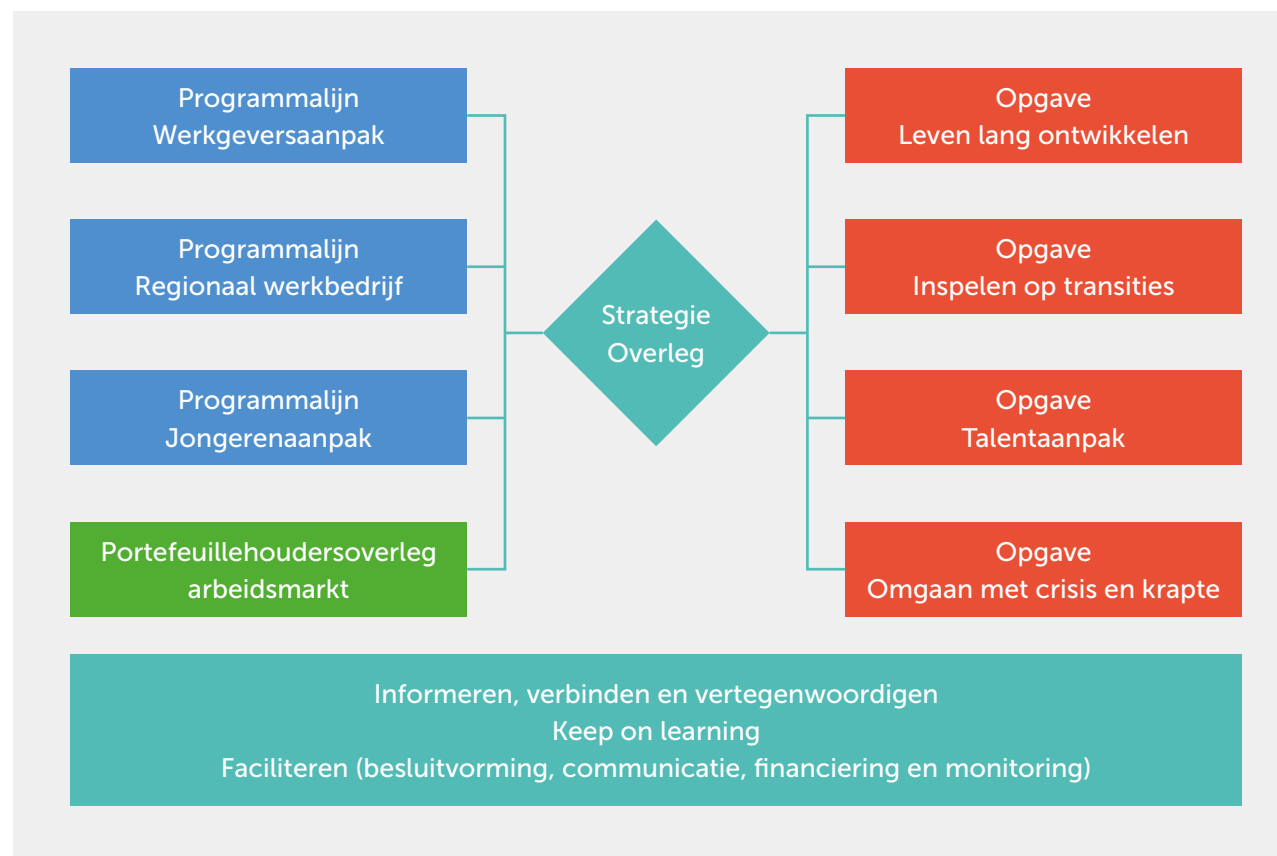 Programmalijn
Werkgeversaanpak
Programmalijn
Regionaal werkbedrijf
Programmalijn
Jongerenaanpak
Portefeuillehoudersoverleg
arbeidsmarkt
Strategie
Overleg
Opgave
Leven lang ontwikkelen
Opgave
Inspelen op transities
Opgave
Talentaanpak
Opgave
Omgaan met crisis en krapte
Informeren, verbinden en vertegenwoordigen
Keep on learning
Faciliteren (besluitvorming, communicatie, financiering en monitoring)